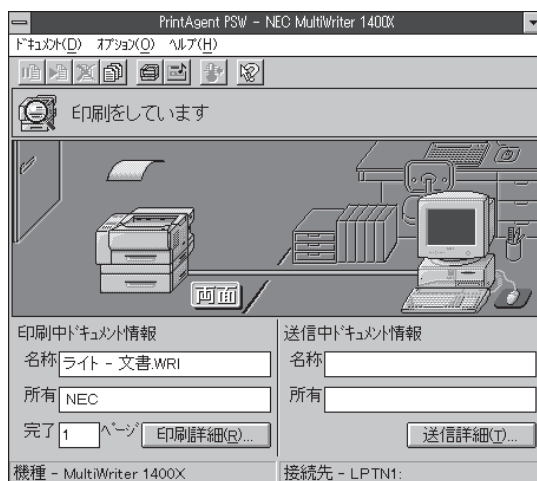 PrintAgent PSW - NEC MultiWriter 1400X
ﾄﾞｷｭﾒﾝﾄ(D) ｵﾌﾟｼｮﾝ(O) ﾍﾙﾌﾟ(H)
印刷をしています
両面
印刷中ﾄﾞｷｭﾒﾝﾄ情報
名称 ライト - 文書.WRI
所有 NEC
完了 1 ﾍﾟｰｼﾞ 印刷詳細(R)...
送信中ﾄﾞｷｭﾒﾝﾄ情報
名称
所有
送信詳細(T)...
機種 - MultiWriter 1400X
接続先 - LPTN1: